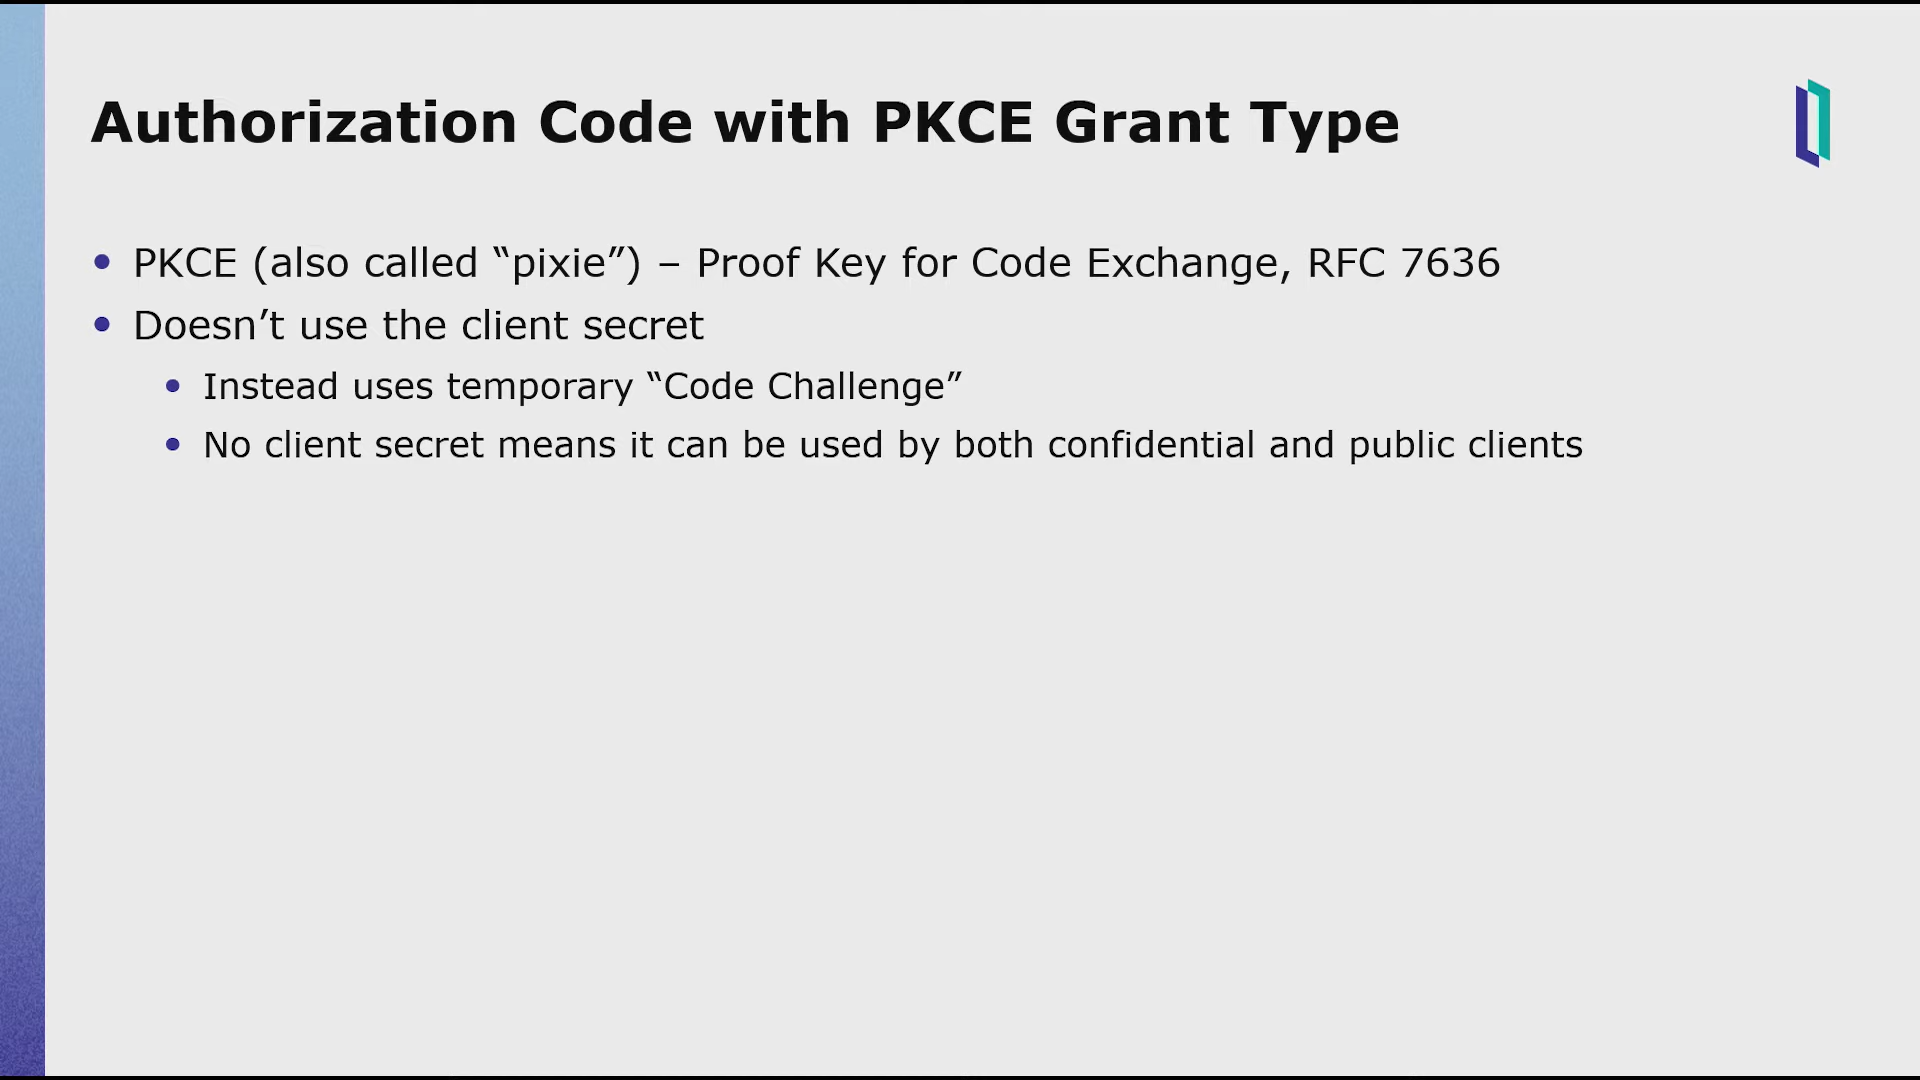 Authorization Code with PKCE Grant Type
• PKCE (also called “pixie”) – Proof Key for Code Exchange, RFC 7636
• Doesn’t use the client secret
• Instead uses temporary “Code Challenge”
• No client secret means it can be used by both confidential and public clients